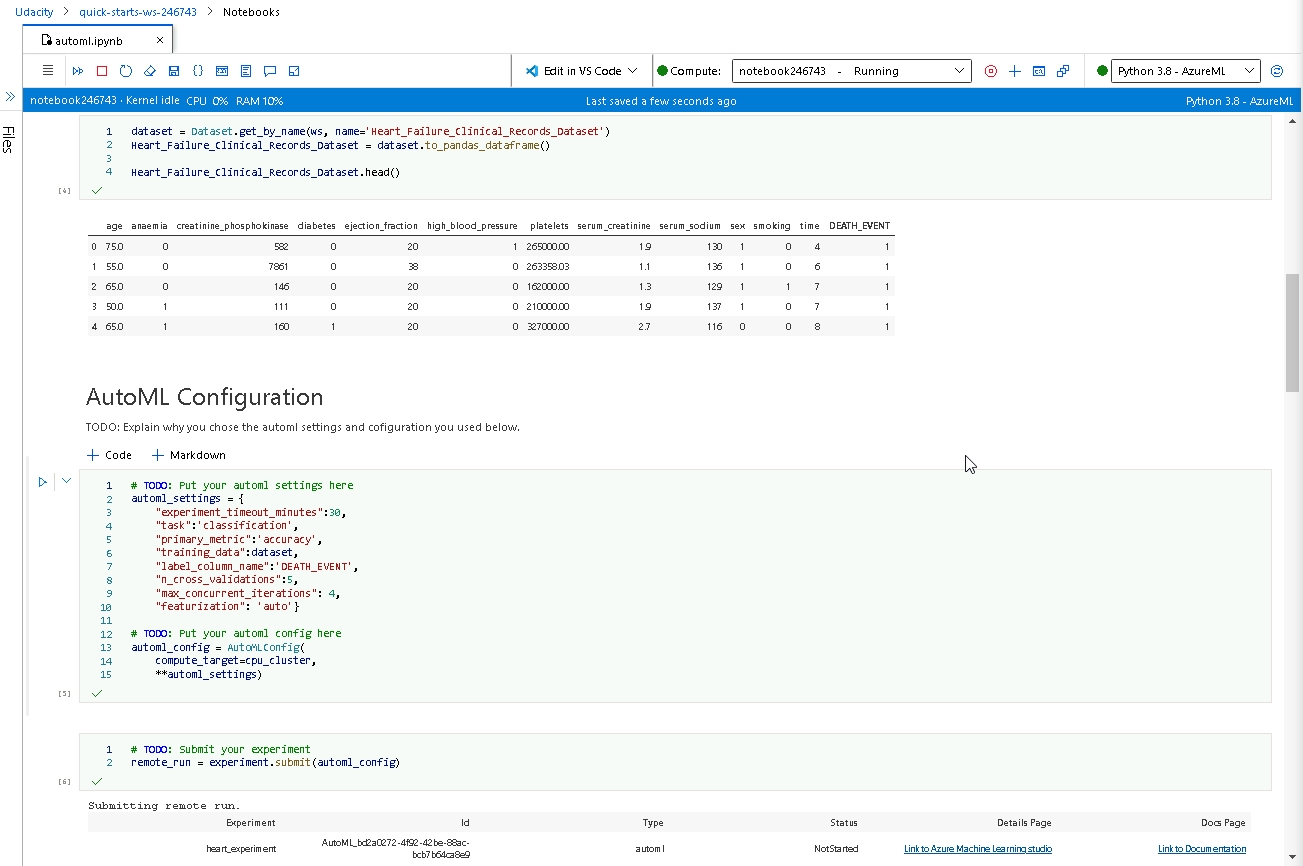 Udacity > quick-starts-ws-246743 > Notebooks
automl.ipynb ×
Edit in VS Code Compute: notebook246743 - Running Python 3.8 - AzureML
notebook246743 · Kernel idle CPU 0% RAM 10% Last saved a few seconds ago Python 3.8 - AzureML
Files
1 dataset = Dataset.get_by_name(ws, name='Heart_Failure_Clinical_Records_Dataset')
2 Heart_Failure_Clinical_Records_Dataset = dataset.to_pandas_dataframe()
3
4 Heart_Failure_Clinical_Records_Dataset.head()
[4]
age anaemia creatinine_phosphokinase diabetes ejection_fraction high_blood_pressure platelets serum_creatinine serum_sodium sex smoking time DEATH_EVENT
0 75.0 0 582 0 20 1 265000.00 1.9 130 1 0 4 1
1 55.0 0 7861 0 38 0 263358.03 1.1 136 1 0 6 1
2 65.0 0 146 0 20 0 162000.00 1.3 129 1 1 7 1
3 50.0 1 111 0 20 0 210000.00 1.9 137 1 0 7 1
4 65.0 1 160 1 20 0 327000.00 2.7 116 0 0 8 1
AutoML Configuration
TODO: Explain why you chose the automl settings and cofiguration you used below.
+ Code + Markdown
1 # TODO: Put your automl settings here
2 automl_settings = {
3 "experiment_timeout_minutes":30,
4 "task":'classification',
5 "primary_metric":'accuracy',
6 "training_data":dataset,
7 "label_column_name":'DEATH_EVENT',
8 "n_cross_validations":5,
9 "max_concurrent_iterations": 4,
10 "featurization": 'auto'}
11
12 # TODO: Put your automl config here
13 automl_config = AutoMLConfig(
14 compute_target=cpu_cluster,
15 **automl_settings)
[5]
1 # TODO: Submit your experiment
2 remote_run = experiment.submit(automl_config)
[6]
Submitting remote run.
Experiment Id Type Status Details Page Docs Page
heart_experiment AutoML_bd2a0272-4f92-42be-88ac- automl NotStarted Link to Azure Machine Learning studio Link to Documentation
bcb7b64ca8e9